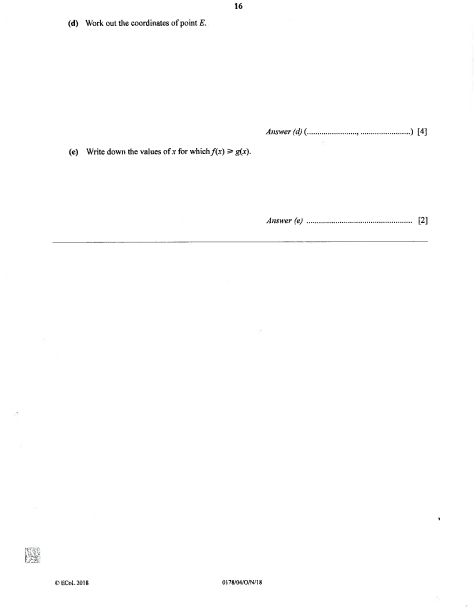 16
(d) Work out the coordinates of point E.
Answer (d) (........................, ........................) [4]
(e) Write down the values of x for which f(x) ⩾ g(x).
Answer (e) .................................................. [2]
© ECoL 2018
0178/04/O/N/18